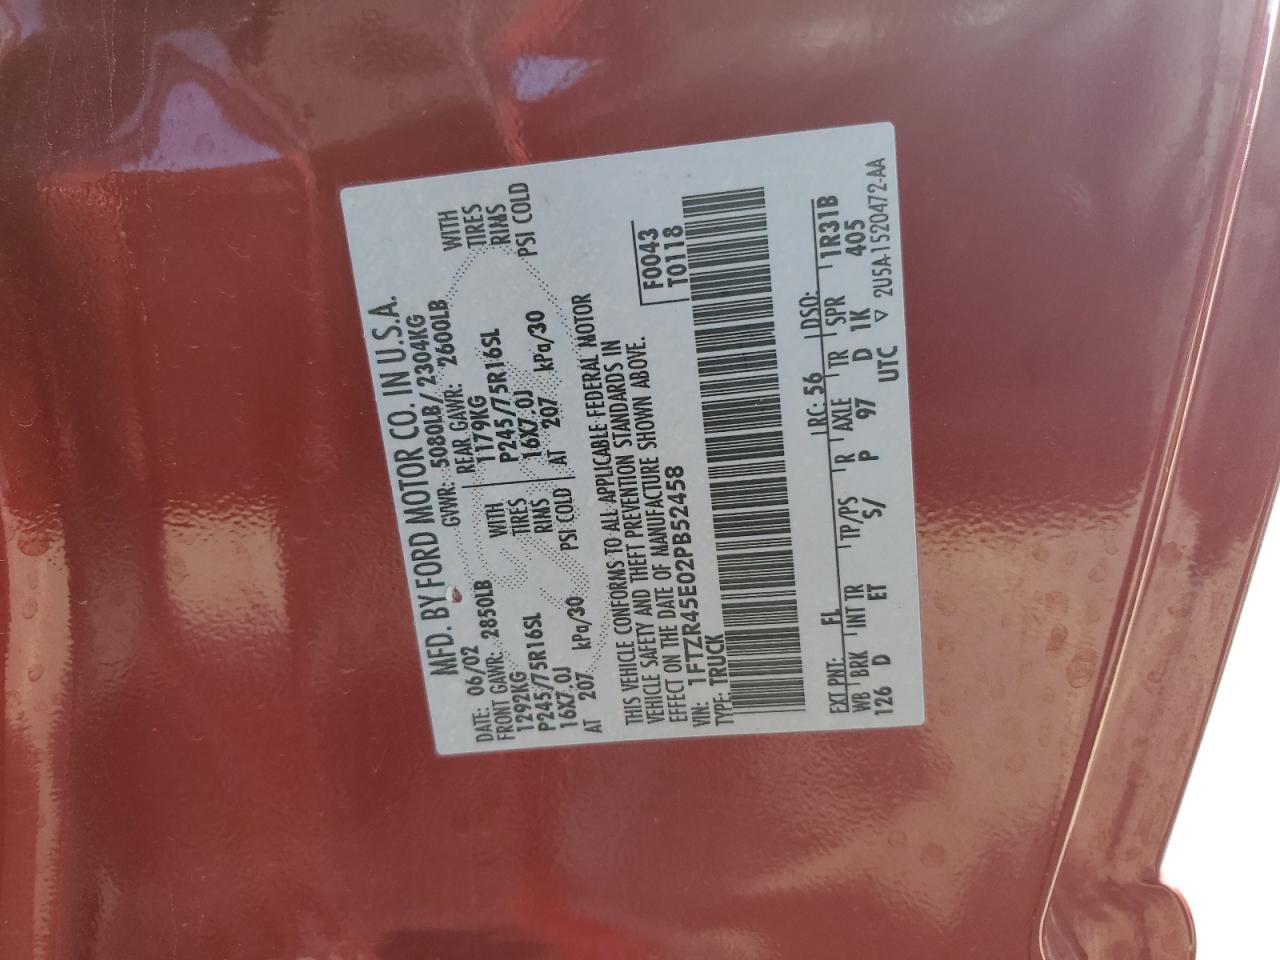 MFD. BY FORD MOTOR CO. IN U.S.A.
DATE: 06/02 GVWR: 5080LB/2304KG
FRONT GAWR: 2850LB REAR GAWR: 2600LB
1292KG WITH 1179KG WITH
P245/75R16SL TIRES P245/75R16SL TIRES
16X7.0J RIMS 16X7.0J RIMS
AT 207 kPa/30 PSI COLD AT 207 kPa/30 PSI COLD
THIS VEHICLE CONFORMS TO ALL APPLICABLE FEDERAL MOTOR
VEHICLE SAFETY AND THEFT PREVENTION STANDARDS IN
EFFECT ON THE DATE OF MANUFACTURE SHOWN ABOVE.
F0043
VIN: 1FTZR45E02PB52458 T0118
TYPE: TRUCK
EXT PNT: FL RC: 56 DSO: 1R31B
WB BRK INT TR TP/PS R AXLE TR SPR 405
126 D ET S/ P 97 D 1K
UTC ▽ 2U5A-1520472-AA